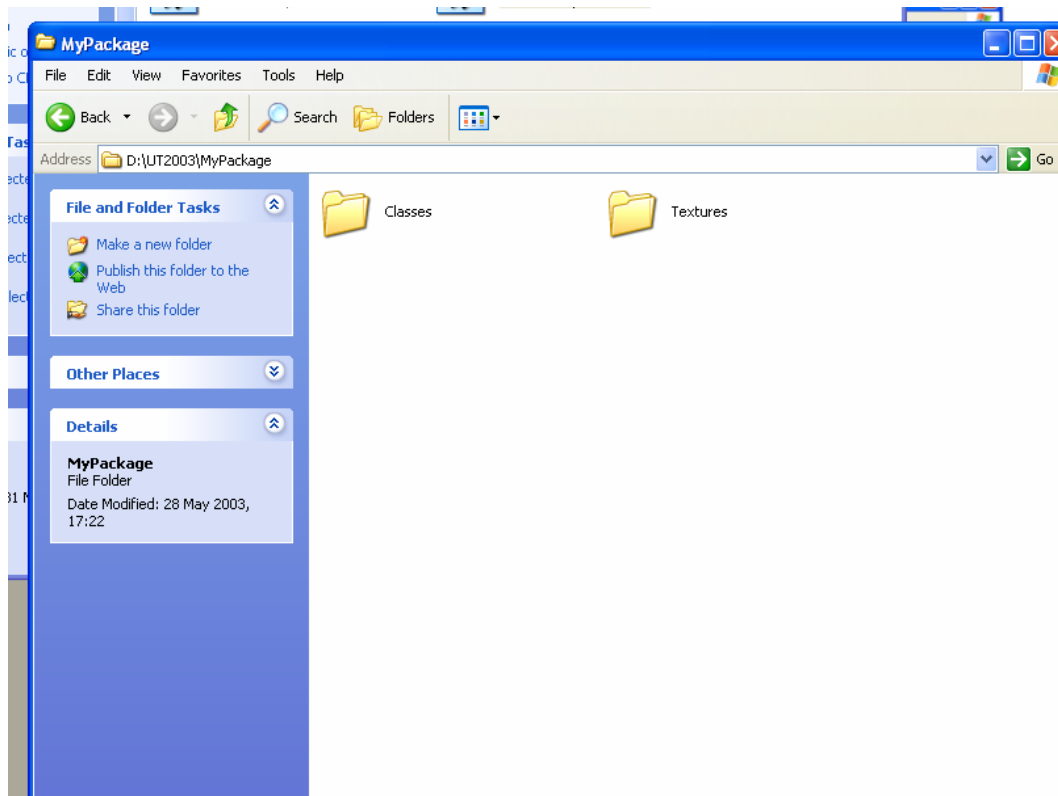 MyPackage
File Edit View Favorites Tools Help
Back Search Folders
Address D:\UT2003\MyPackage Go
File and Folder Tasks
Make a new folder
Publish this folder to the
Web
Share this folder
Other Places
Details
MyPackage
File Folder
Date Modified: 28 May 2003,
17:22
Classes
Textures